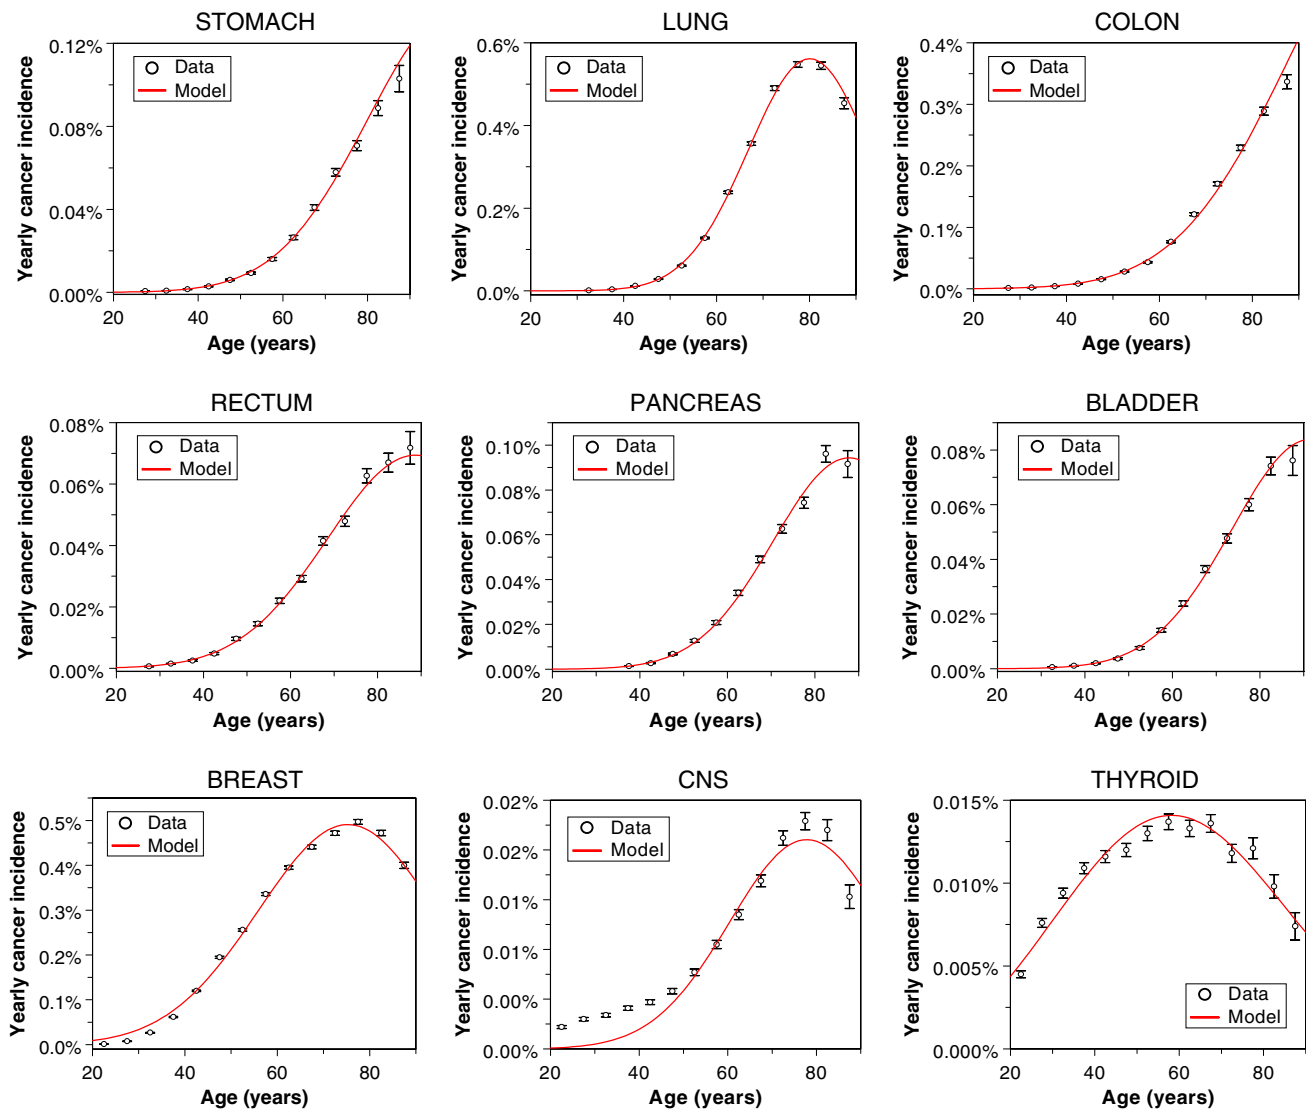 STOMACH
Yearly cancer incidence
0.12%
0.08%
0.04%
0.00%
Data
Model
20 40 60 80
Age (years)
LUNG
Yearly cancer incidence
0.6%
0.4%
0.2%
0.0%
Data
Model
20 40 60 80
Age (years)
COLON
Yearly cancer incidence
0.4%
0.3%
0.2%
0.1%
0.0%
Data
Model
20 40 60 80
Age (years)
RECTUM
Yearly cancer incidence
0.08%
0.06%
0.04%
0.02%
0.00%
Data
Model
20 40 60 80
Age (years)
PANCREAS
Yearly cancer incidence
0.10%
0.08%
0.06%
0.04%
0.02%
0.00%
Data
Model
20 40 60 80
Age (years)
BLADDER
Yearly cancer incidence
0.08%
0.06%
0.04%
0.02%
0.00%
Data
Model
20 40 60 80
Age (years)
BREAST
Yearly cancer incidence
0.5%
0.4%
0.3%
0.2%
0.1%
0.0%
Data
Model
20 40 60 80
Age (years)
CNS
Yearly cancer incidence
0.02%
0.02%
0.01%
0.01%
0.00%
0.00%
Data
Model
20 40 60 80
Age (years)
THYROID
Yearly cancer incidence
0.015%
0.010%
0.005%
0.000%
Data
Model
20 40 60 80
Age (years)